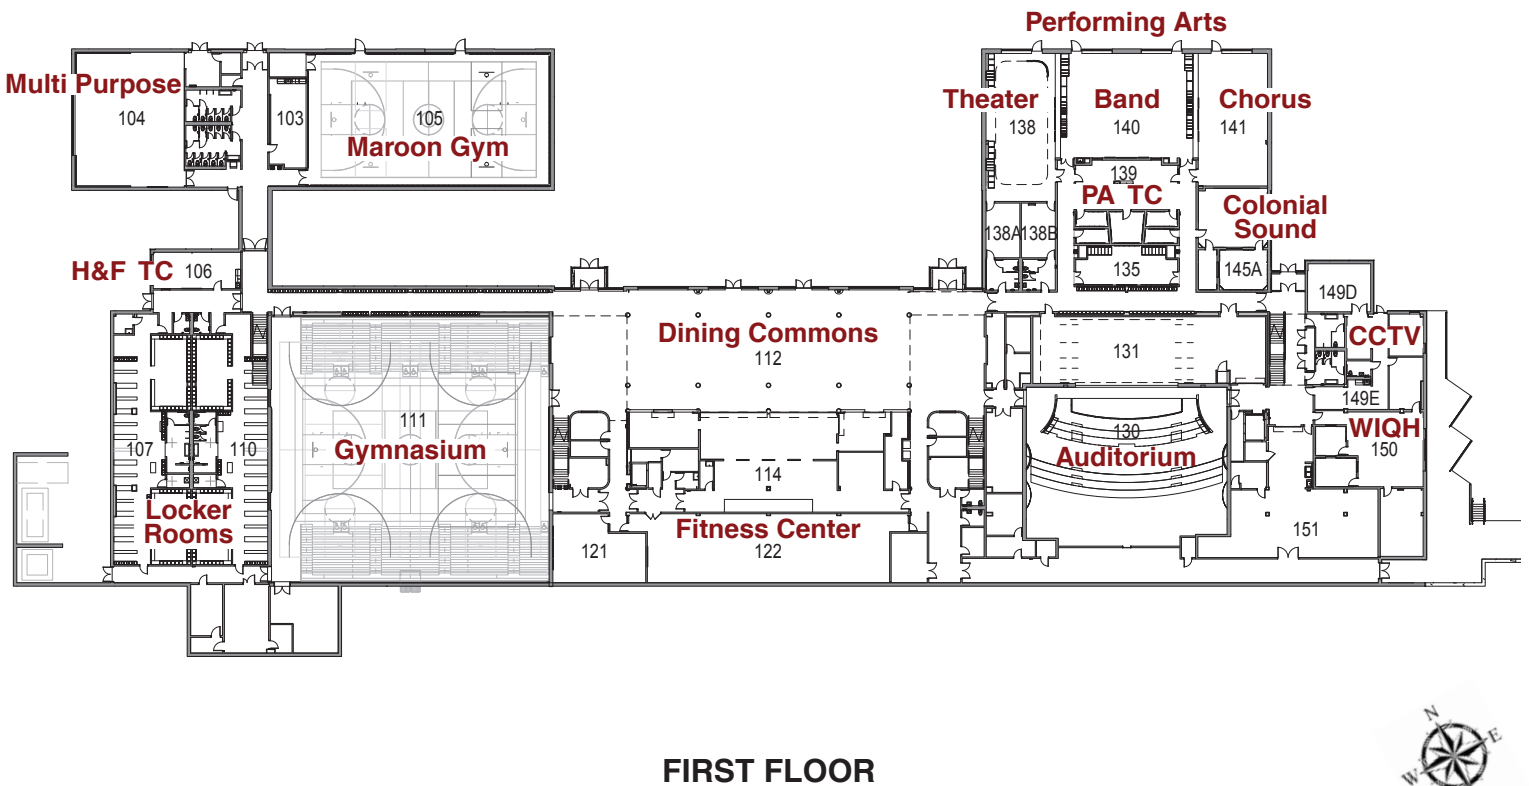 Performing Arts
Multi Purpose
104
103
105
Maroon Gym
Theater
138
Band
140
Chorus
141
139
PA TC
Colonial
Sound
138A
138B
135
145A
H&F TC
106
149D
Dining Commons
112
131
CCTV
149E
107
110
111
Gymnasium
114
130
Auditorium
WIQH
150
Locker
Rooms
121
Fitness Center
122
151
FIRST FLOOR
N
E
W